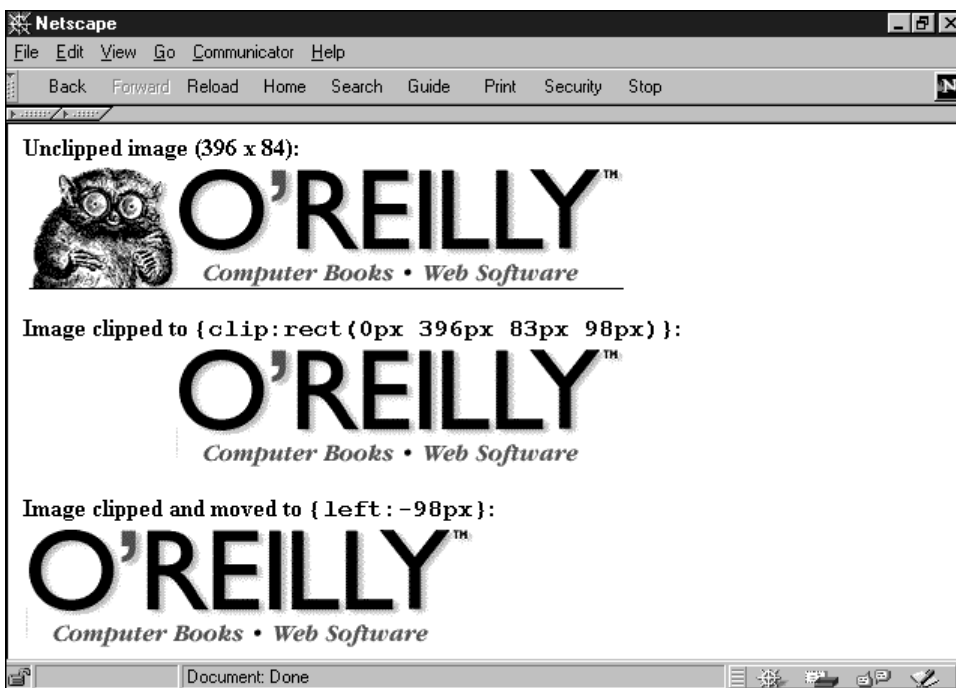 Netscape
File Edit View Go Communicator Help
Back Forward Reload Home Search Guide Print Security Stop
N
Unclipped image (396 x 84):
O'REILLY™
Computer Books • Web Software
Image clipped to {clip:rect(0px 396px 83px 98px)}:
O'REILLY™
Computer Books • Web Software
Image clipped and moved to {left:-98px}:
O'REILLY™
Computer Books • Web Software
Document: Done